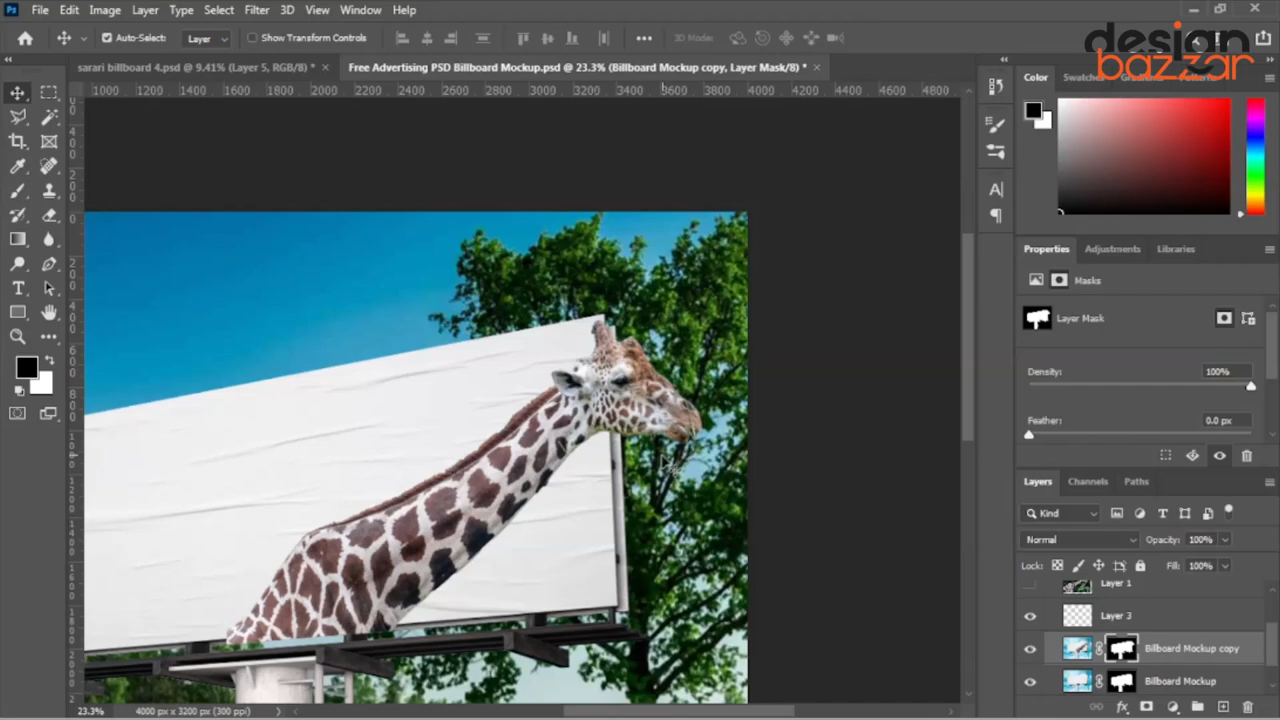 Ps File Edit Image Layer Type Select Filter 3D View Window Help
Auto-Select: Layer Show Transform Controls 3D Mode:
design
bazzar
sarari billboard 4.psd @ 9.41% (Layer 5, RGB/8) * × Free Advertising PSD Billboard Mockup.psd @ 23.3% (Billboard Mockup copy, Layer Mask/8) * ×
Color Swatches
1000 1200 1400 1600 1800 2000 2200 2400 2600 2800 3000 3200 3400 3600 3800 4000 4200 4400 4600 4800
Properties Adjustments Libraries
Masks
Layer Mask
Density: 100%
Feather: 0.0 px
Layers Channels Paths
Kind
Normal Opacity: 100%
Lock: Fill: 100%
Layer 1
Layer 3
Billboard Mockup copy
Billboard Mockup
23.3% 4000 px x 3200 px (300 ppi)